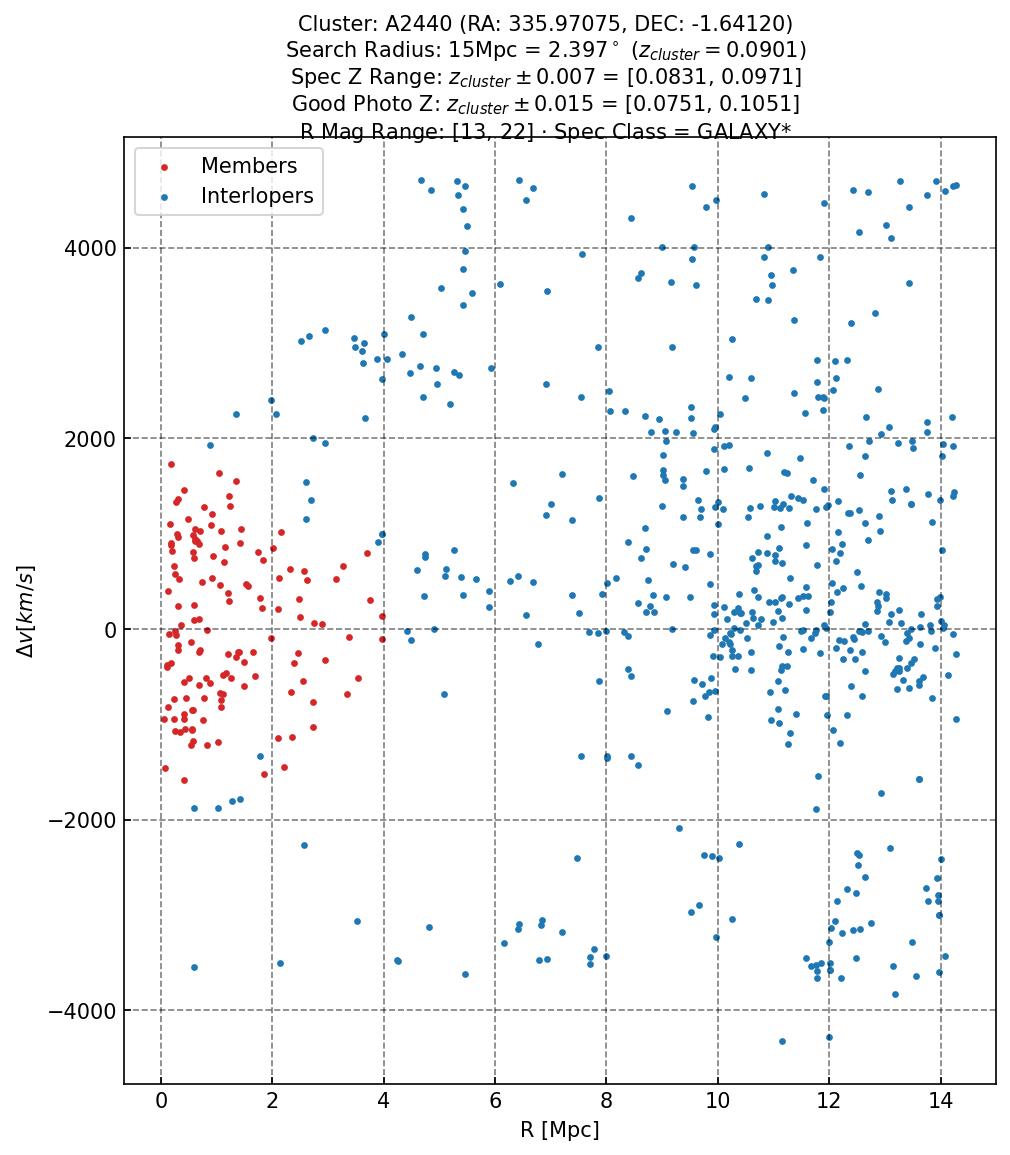 Cluster: A2440 (RA: 335.97075, DEC: -1.64120)
Search Radius: 15Mpc = 2.397° (z_cluster = 0.0901)
Spec Z Range: z_cluster ± 0.007 = [0.0831, 0.0971]
Good Photo Z: z_cluster ± 0.015 = [0.0751, 0.1051]
R Mag Range: [13, 22] · Spec Class = GALAXY*
Members
Interlopers
4000
2000
0
−2000
−4000
Δv[km/s]
0 2 4 6 8 10 12 14
R [Mpc]